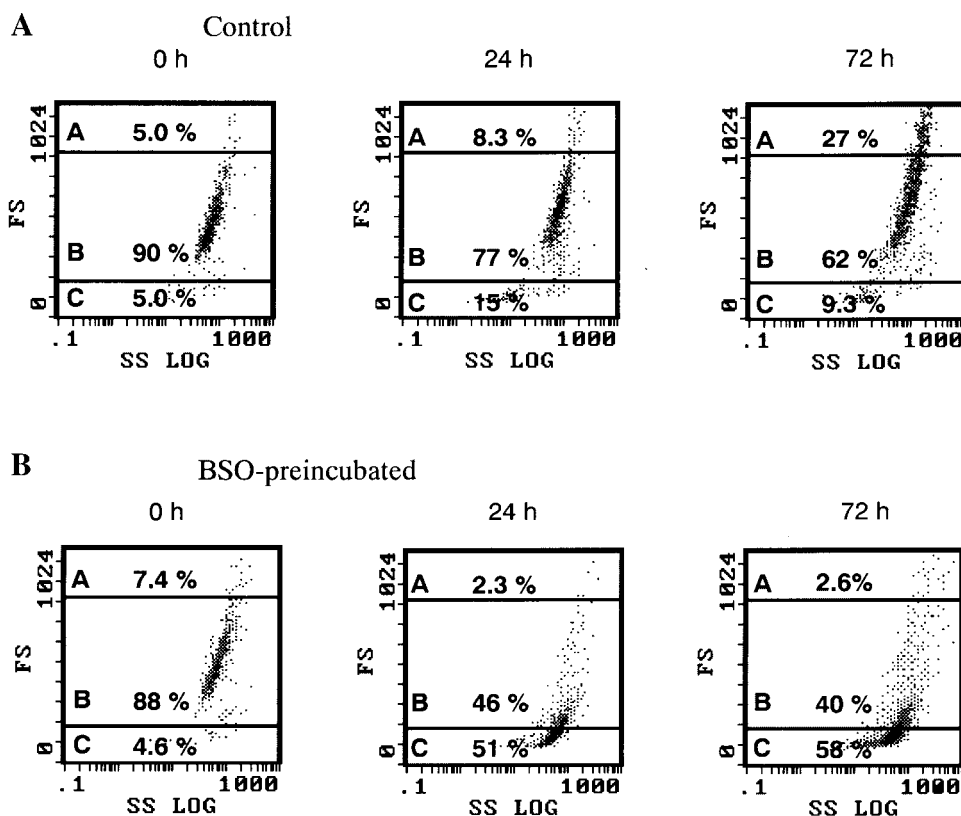 A
Control
0 h
24 h
72 h
FS
1024
0
A 5.0 %
B 90 %
C 5.0 %
.1
1000
SS LOG
FS
1024
0
A 8.3 %
B 77 %
C 15 %
.1
1000
SS LOG
FS
1024
0
A 27 %
B 62 %
C 9.3 %
.1
1000
SS LOG
B
BSO-preincubated
0 h
24 h
72 h
FS
1024
0
A 7.4 %
B 88 %
C 4.6 %
.1
1000
SS LOG
FS
1024
0
A 2.3 %
B 46 %
C 51 %
.1
1000
SS LOG
FS
1024
0
A 2.6%
B 40 %
C 58 %
.1
1000
SS LOG